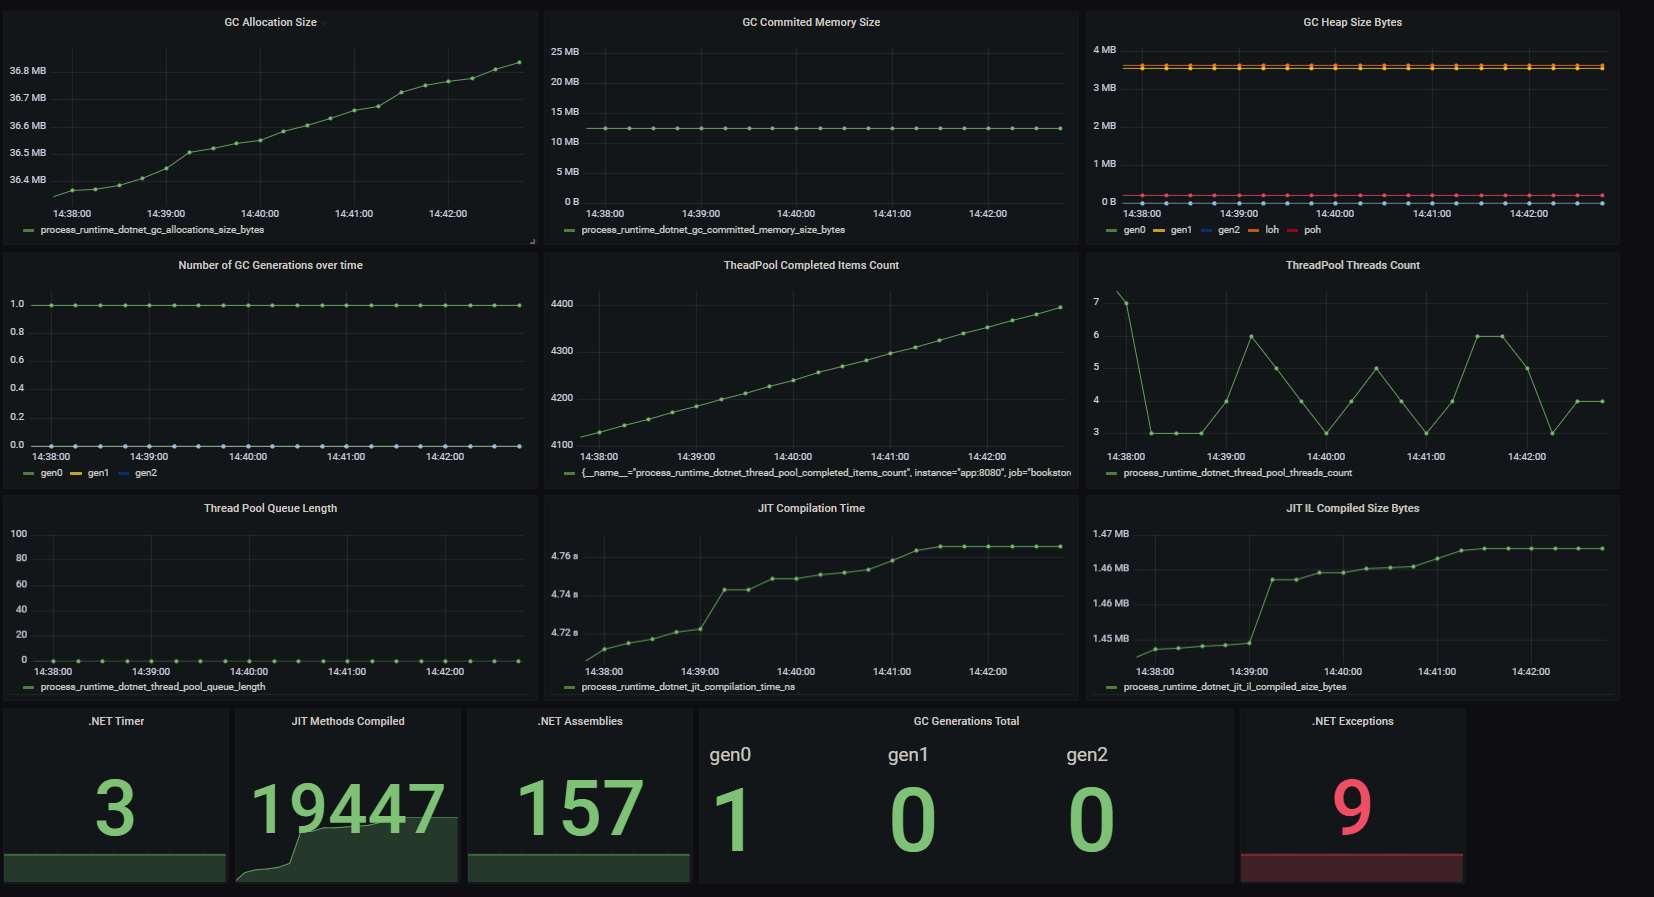 GC Allocation Size
36.8 MB
36.7 MB
36.6 MB
36.5 MB
36.4 MB
14:38:00 14:39:00 14:40:00 14:41:00 14:42:00
process_runtime_dotnet_gc_allocations_size_bytes
GC Commited Memory Size
25 MB
20 MB
15 MB
10 MB
5 MB
0 B
14:38:00 14:39:00 14:40:00 14:41:00 14:42:00
process_runtime_dotnet_gc_committed_memory_size_bytes
GC Heap Size Bytes
4 MB
3 MB
2 MB
1 MB
0 B
14:38:00 14:39:00 14:40:00 14:41:00 14:42:00
gen0 gen1 gen2 loh poh
Number of GC Generations over time
1.0
0.8
0.6
0.4
0.2
0.0
14:38:00 14:39:00 14:40:00 14:41:00 14:42:00
gen0 gen1 gen2
TheadPool Completed Items Count
4400
4300
4200
4100
14:38:00 14:39:00 14:40:00 14:41:00 14:42:00
{__name__="process_runtime_dotnet_thread_pool_completed_items_count", instance="app:8080", job="bookstore
ThreadPool Threads Count
7
6
5
4
3
14:38:00 14:39:00 14:40:00 14:41:00 14:42:00
process_runtime_dotnet_thread_pool_threads_count
Thread Pool Queue Length
100
80
60
40
20
0
14:38:00 14:39:00 14:40:00 14:41:00 14:42:00
process_runtime_dotnet_thread_pool_queue_length
JIT Compilation Time
4.76 s
4.74 s
4.72 s
14:38:00 14:39:00 14:40:00 14:41:00 14:42:00
process_runtime_dotnet_jit_compilation_time_ns
JIT IL Compiled Size Bytes
1.47 MB
1.46 MB
1.46 MB
1.45 MB
14:38:00 14:39:00 14:40:00 14:41:00 14:42:00
process_runtime_dotnet_jit_il_compiled_size_bytes
.NET Timer
3
JIT Methods Compiled
19447
.NET Assemblies
157
GC Generations Total
gen0 gen1 gen2
1 0 0
.NET Exceptions
9